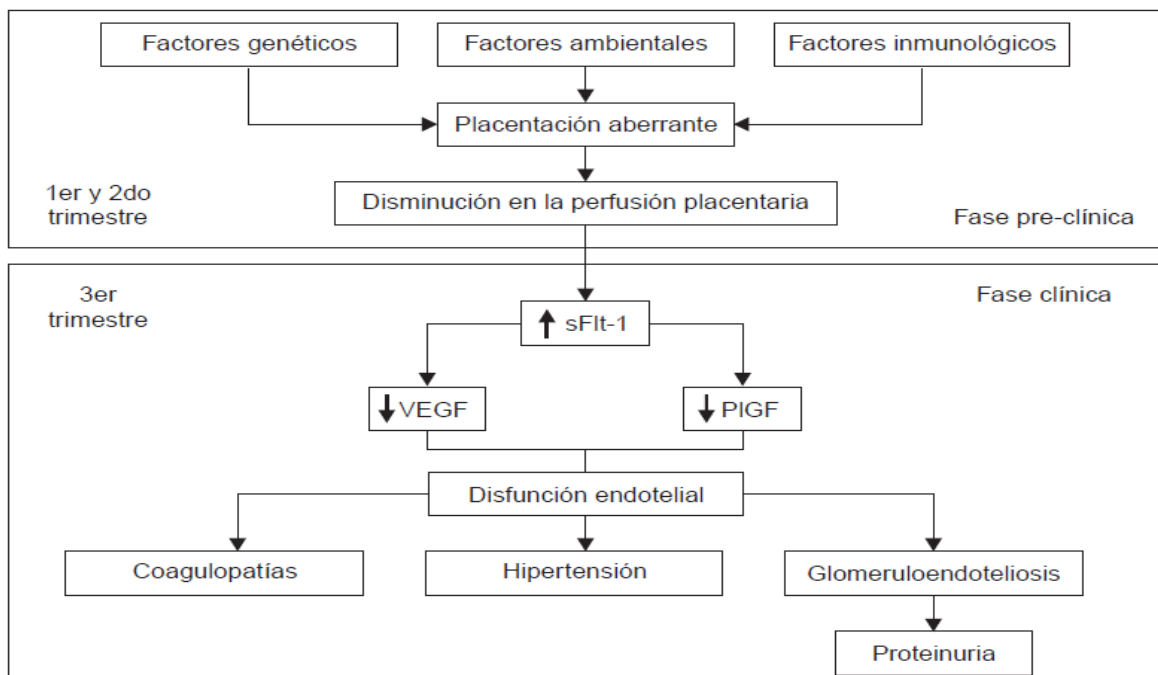 Factores genéticos
Factores ambientales
Factores inmunológicos
Placentación aberrante
1er y 2do
trimestre
Disminución en la perfusión placentaria
Fase pre-clínica
3er
trimestre
Fase clínica
↑ sFlt-1
↓ VEGF
↓ PIGF
Disfunción endotelial
Coagulopatías
Hipertensión
Glomeruloendoteliosis
Proteinuria